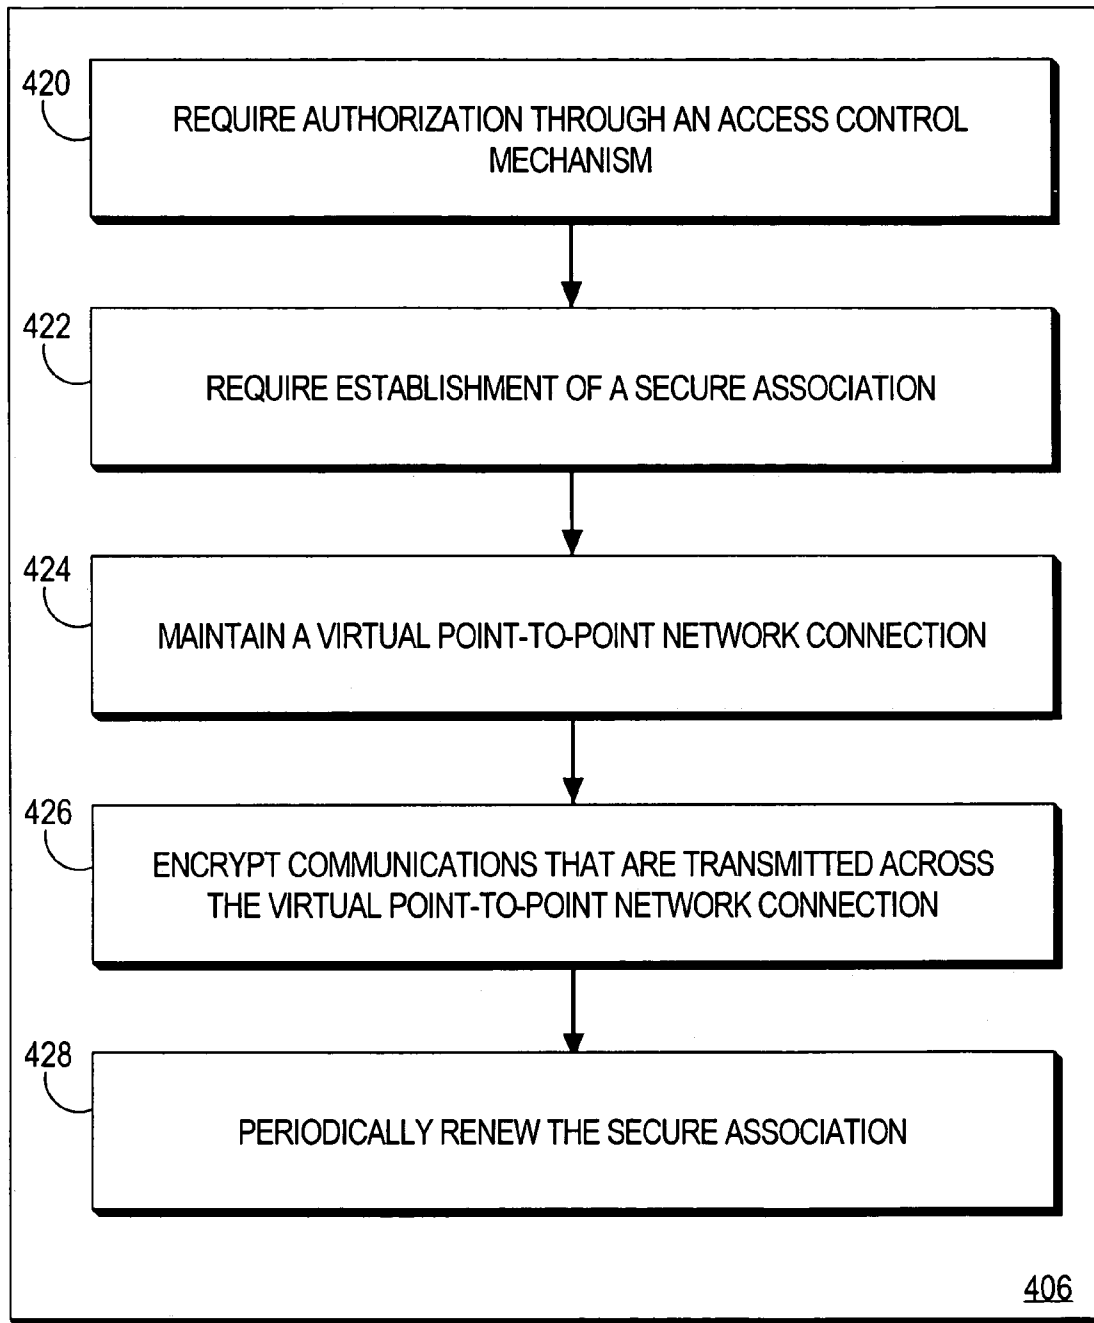 420
REQUIRE AUTHORIZATION THROUGH AN ACCESS CONTROL
MECHANISM
422
REQUIRE ESTABLISHMENT OF A SECURE ASSOCIATION
424
MAINTAIN A VIRTUAL POINT-TO-POINT NETWORK CONNECTION
426
ENCRYPT COMMUNICATIONS THAT ARE TRANSMITTED ACROSS
THE VIRTUAL POINT-TO-POINT NETWORK CONNECTION
428
PERIODICALLY RENEW THE SECURE ASSOCIATION
406